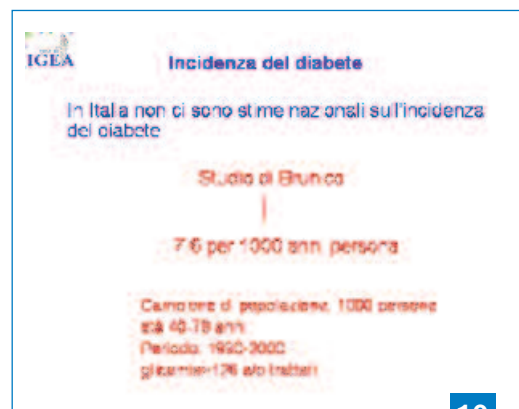 IGEA
Incidenza del diabete
In Italia non ci sono stime nazionali sull'incidenza
del diabete
Studio di Brunico
7.6 per 1000 anni persona
Campione di popolazione: 1000 persone
età 40-79 anni
Periodo: 1990-2000
glicemia>126 e/o trattati